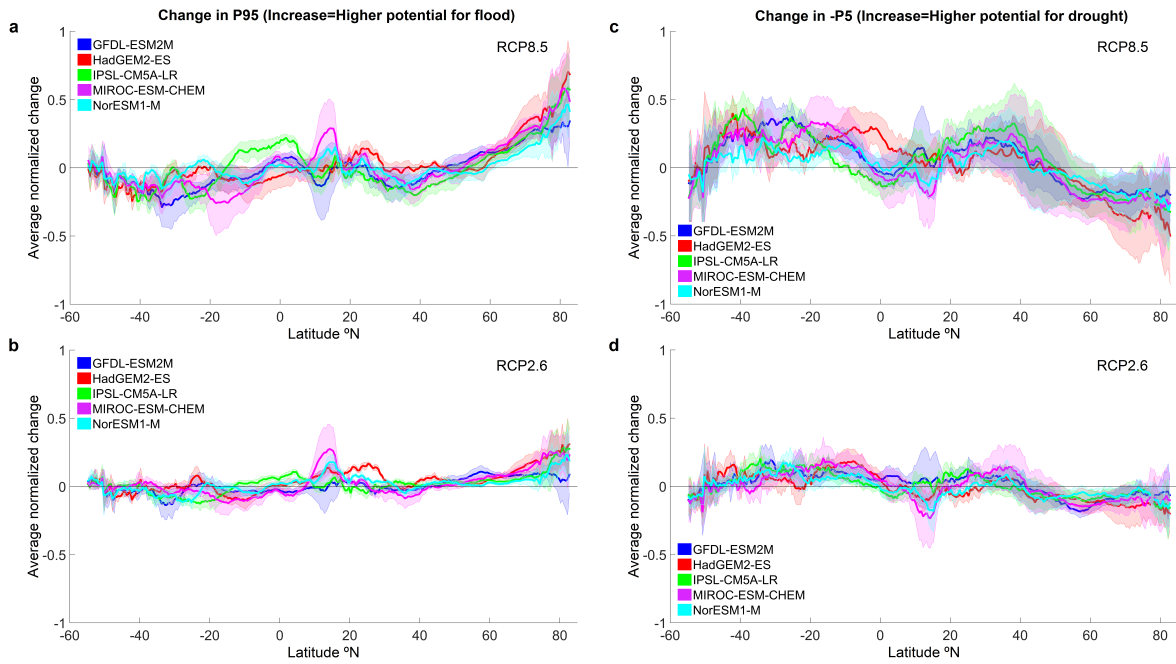 Change in P95 (Increase=Higher potential for flood)
a
1
0.5
0
-0.5
-1
Average normalized change
GFDL-ESM2M
HadGEM2-ES
IPSL-CM5A-LR
MIROC-ESM-CHEM
NorESM1-M
RCP8.5
-60
-40
-20
0
20
40
60
80
Latitude ºN
b
1
0.5
0
-0.5
-1
Average normalized change
GFDL-ESM2M
HadGEM2-ES
IPSL-CM5A-LR
MIROC-ESM-CHEM
NorESM1-M
RCP2.6
-60
-40
-20
0
20
40
60
80
Latitude ºN
Change in -P5 (Increase=Higher potential for drought)
c
1
0.5
0
-0.5
-1
Average normalized change
RCP8.5
GFDL-ESM2M
HadGEM2-ES
IPSL-CM5A-LR
MIROC-ESM-CHEM
NorESM1-M
-60
-40
-20
0
20
40
60
80
Latitude ºN
d
1
0.5
0
-0.5
-1
Average normalized change
RCP2.6
GFDL-ESM2M
HadGEM2-ES
IPSL-CM5A-LR
MIROC-ESM-CHEM
NorESM1-M
-60
-40
-20
0
20
40
60
80
Latitude ºN